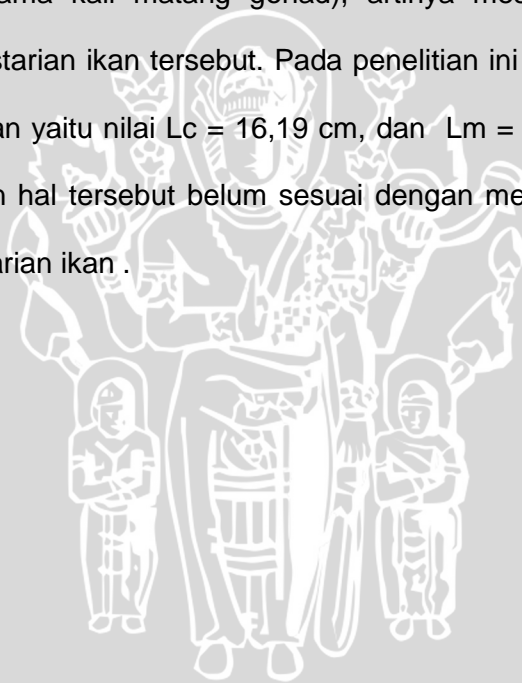 ama kali matang gonad), artinya mes
starian ikan tersebut. Pada penelitian ini
an yaitu nilai Lc = 16,19 cm, dan Lm =
n hal tersebut belum sesuai dengan me
arian ikan .